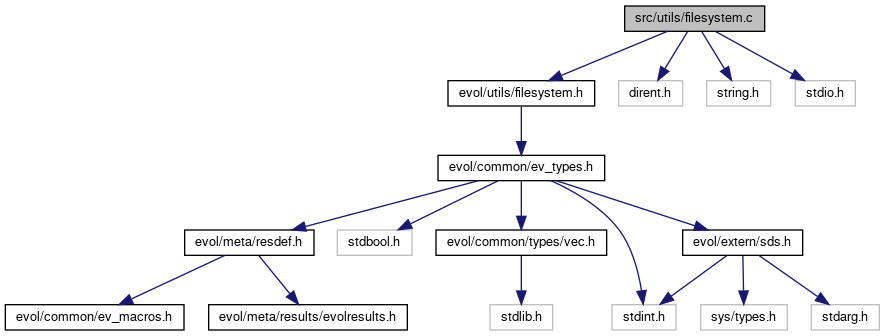 src/utils/filesystem.c
evol/utils/filesystem.h
dirent.h
string.h
stdio.h
evol/common/ev_types.h
evol/meta/resdef.h
stdbool.h
evol/common/types/vec.h
evol/extern/sds.h
evol/common/ev_macros.h
evol/meta/results/evolresults.h
stdlib.h
stdint.h
sys/types.h
stdarg.h